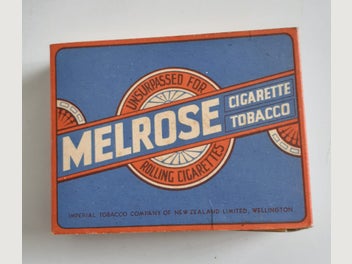 UNSURPASSED FOR
MELROSE
CIGARETTE
TOBACCO
ROLLING CIGARETTES
IMPERIAL TOBACCO COMPANY OF NEW ZEALAND LIMITED, WELLINGTON